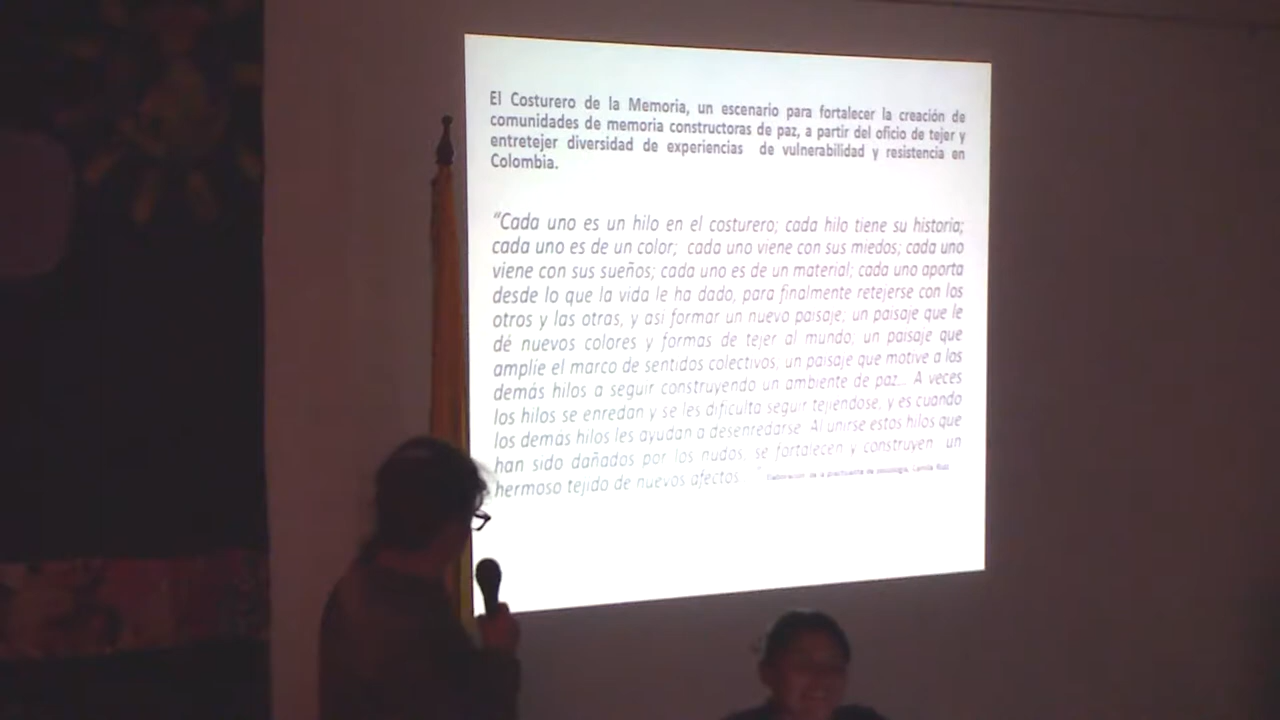 El Costurero de la Memoria, un escenario para fortalecer la creación de
comunidades de memoria constructoras de paz, a partir del oficio de tejer y
entretejer diversidad de experiencias de vulnerabilidad y resistencia en
Colombia.
“Cada uno es un hilo en el costurero; cada hilo tiene su historia;
cada uno es de un color; cada uno viene con sus miedos; cada uno
viene con sus sueños; cada uno es de un material; cada uno aporta
desde lo que la vida le ha dado, para finalmente retejerse con los
otros y las otras, y así formar un nuevo paisaje; un paisaje que le
dé nuevos colores y formas de tejer al mundo; un paisaje que
amplíe el marco de sentidos colectivos, un paisaje que motive a los
demás hilos a seguir construyendo un ambiente de paz... A veces
los hilos se enredan y se les dificulta seguir tejiéndose, y es cuando
los demás hilos les ayudan a desenredarse. Al unirse estos hilos que
han sido dañados por los nudos, se fortalecen y construyen un
hermoso tejido de nuevos afectos "
Elaboración de la practicante de